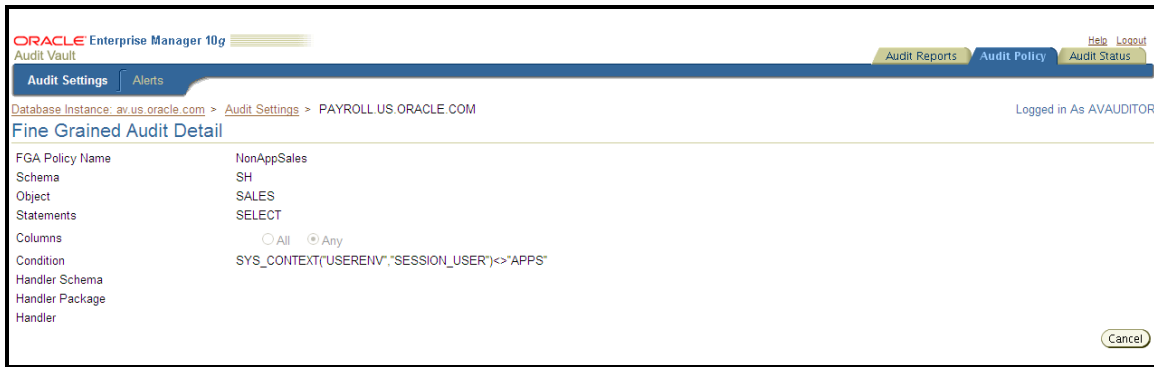 ORACLE Enterprise Manager 10g
Audit Vault
Help Logout
Audit Reports Audit Policy Audit Status
Audit Settings Alerts
Database Instance: av.us.oracle.com > Audit Settings > PAYROLL.US.ORACLE.COM
Logged in As AVAUDITOR
Fine Grained Audit Detail
FGA Policy Name NonAppSales
Schema SH
Object SALES
Statements SELECT
Columns All Any
Condition SYS_CONTEXT("USERENV","SESSION_USER")<>"APPS"
Handler Schema
Handler Package
Handler
Cancel